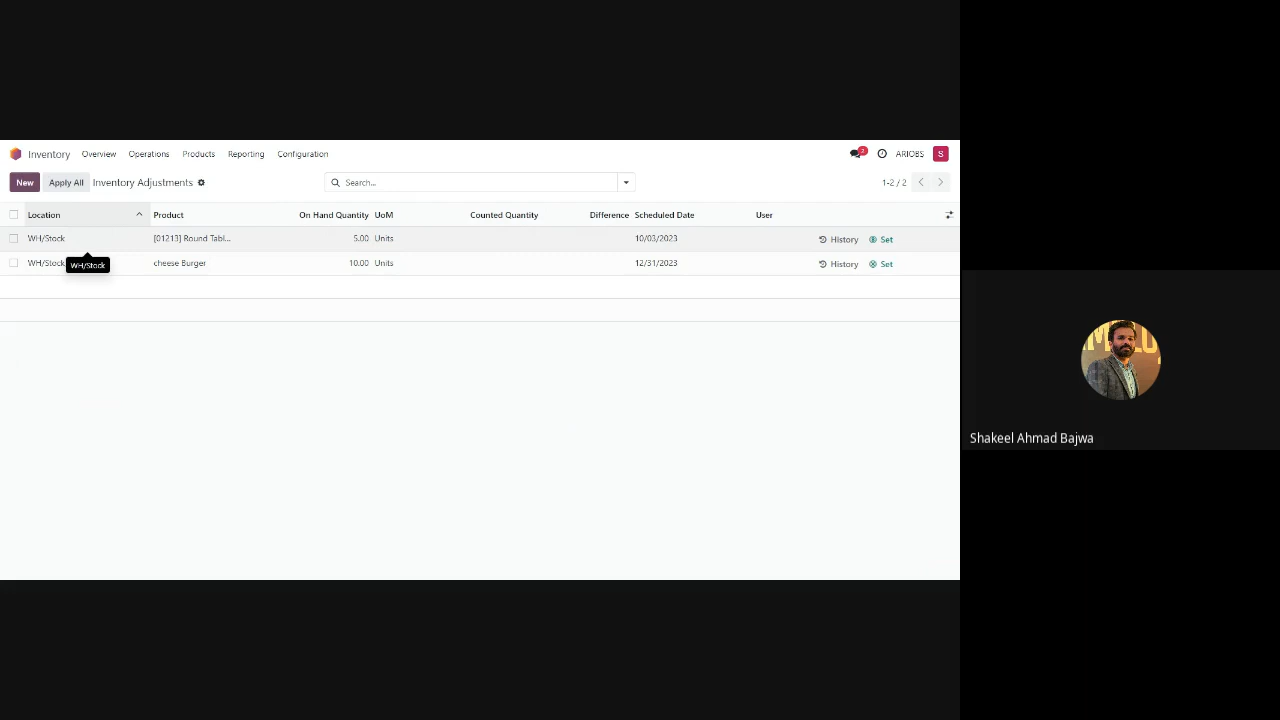 Inventory Overview Operations Products Reporting Configuration 2 ARIOBS S
New Apply All Inventory Adjustments Search... 1-2 / 2
Location Product On Hand Quantity UoM Counted Quantity Difference Scheduled Date User
WH/Stock [01213] Round Tabl... 5.00 Units 10/03/2023 History Set
WH/Stock cheese Burger 10.00 Units 12/31/2023 History Set
WH/Stock
Shakeel Ahmad Bajwa